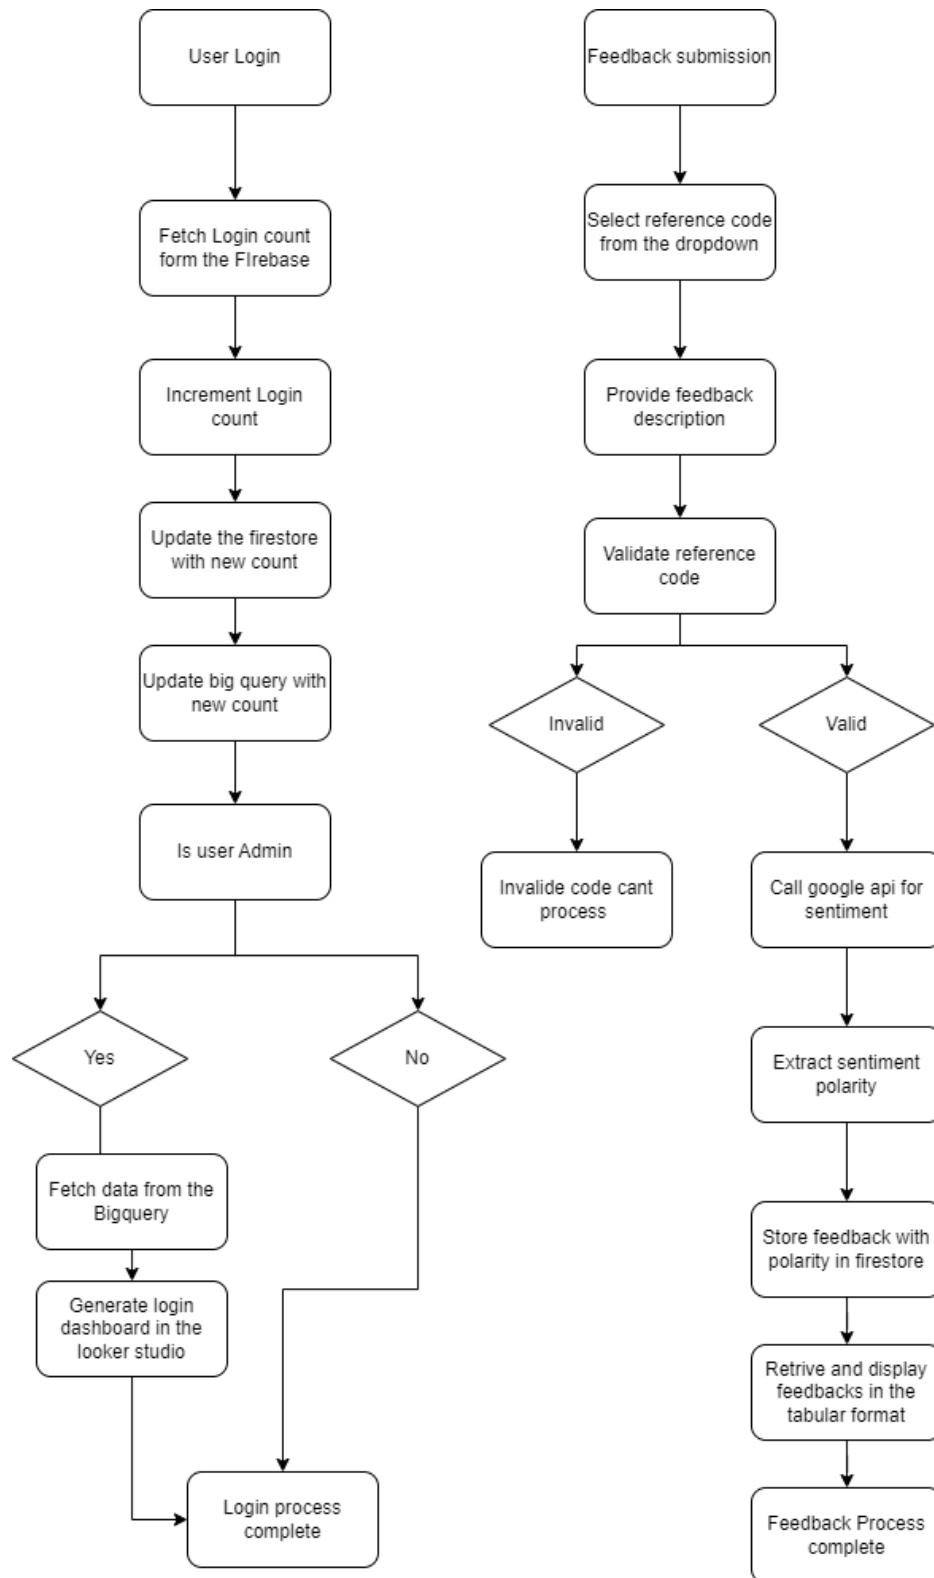 User Login
Fetch Login count
form the FIrebase
Increment Login
count
Update the firestore
with new count
Update big query with
new count
Is user Admin
Yes
No
Fetch data from the
Bigquery
Generate login
dashboard in the
looker studio
Login process
complete
Feedback submission
Select reference code
from the dropdown
Provide feedback
description
Validate reference
code
Invalid
Valid
Invalide code cant
process
Call google api for
sentiment
Extract sentiment
polarity
Store feedback with
polarity in firestore
Retrive and display
feedbacks in the
tabular format
Feedback Process
complete